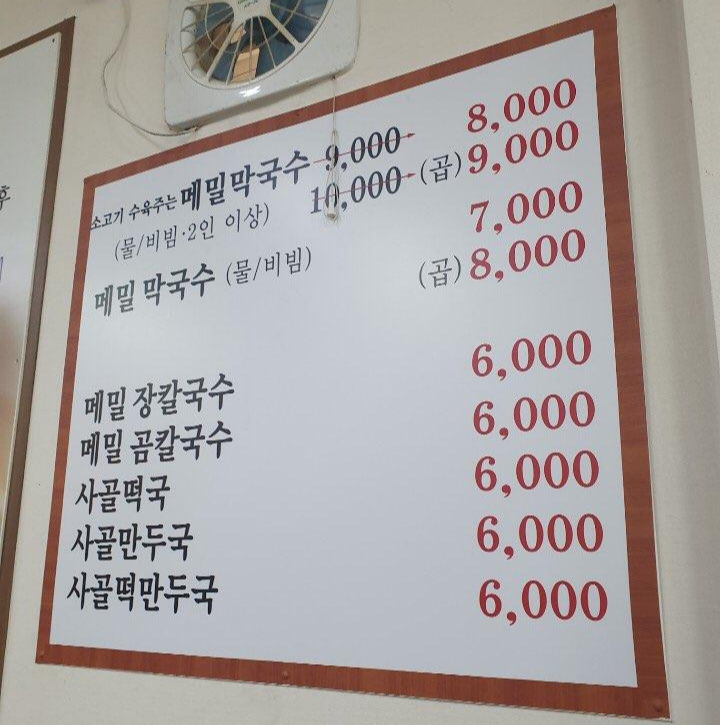 소고기 수육주는 메밀막국수 9,000 8,000
(물/비빔·2인 이상) 10,000 (곱) 9,000
메밀 막국수 (물/비빔) 7,000
(곱) 8,000
메밀 장칼국수 6,000
메밀 곰칼국수 6,000
사골떡국 6,000
사골만두국 6,000
사골떡만두국 6,000